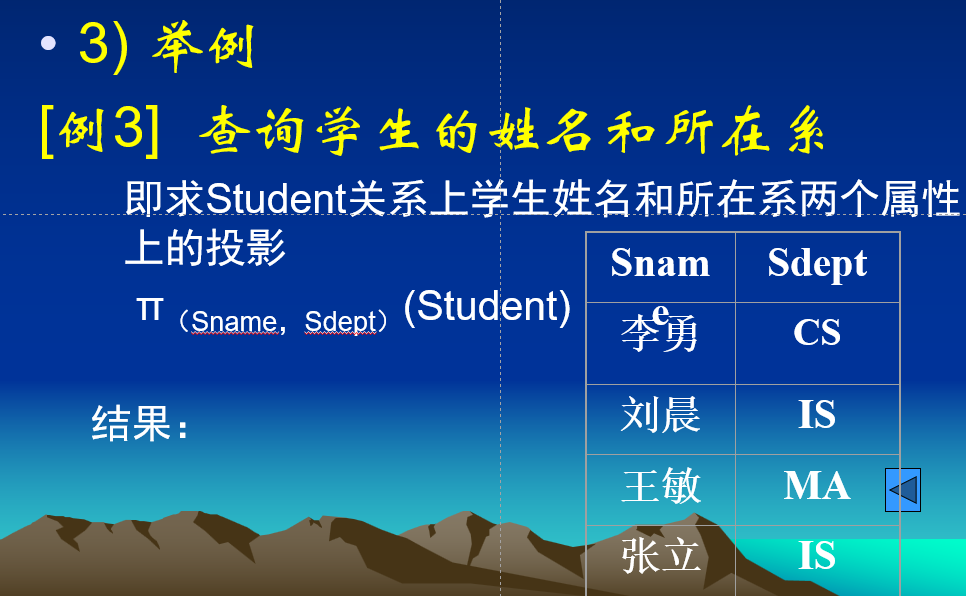 • 3) 举例
[例3] 查询学生的姓名和所在系
即求Student关系上学生姓名和所在系两个属性
上的投影
π（Sname，Sdept）(Student)
结果：
Sname Sdept
李勇 CS
刘晨 IS
王敏 MA
张立 IS